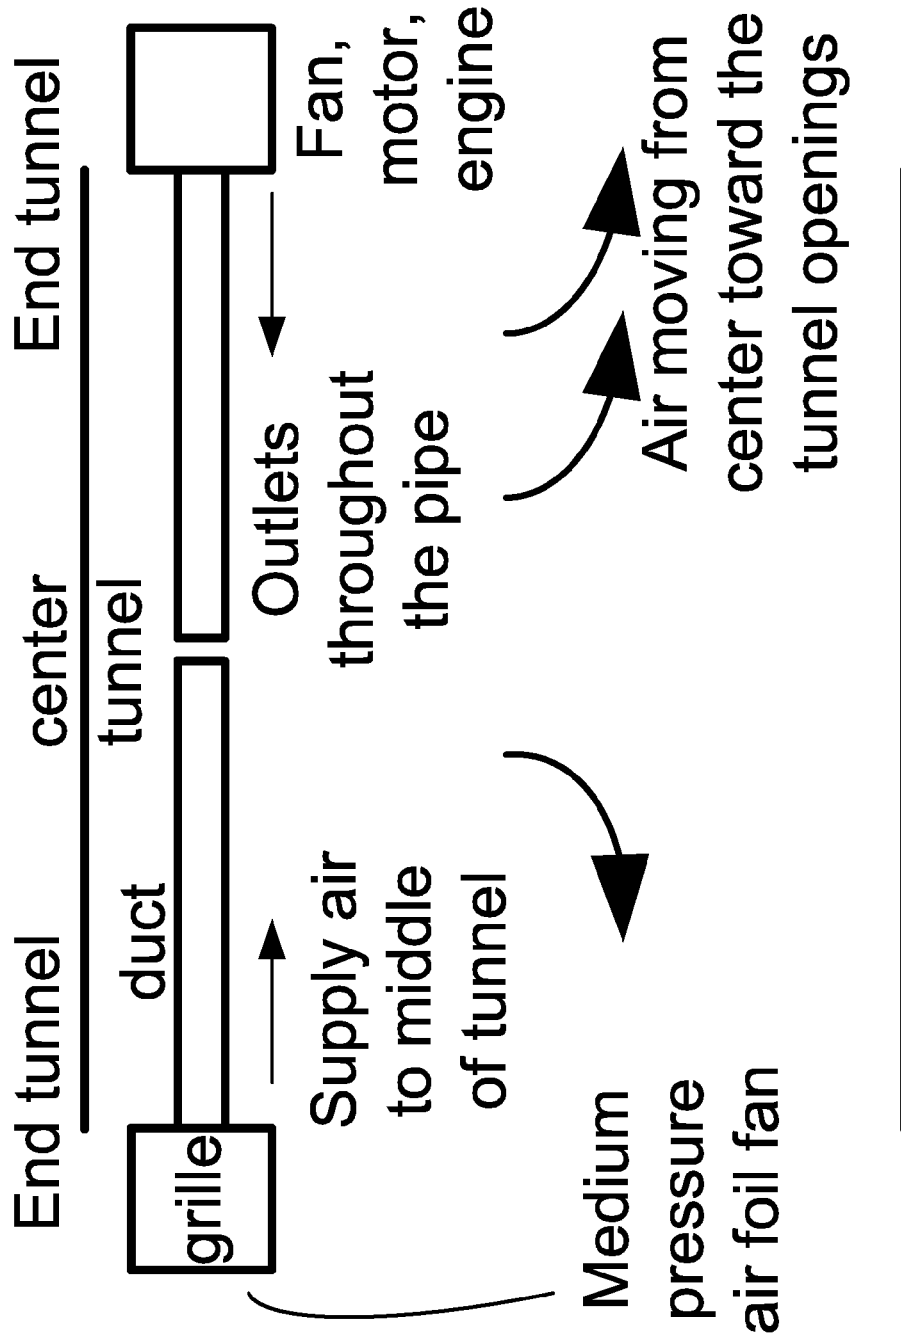 End tunnel
center
End tunnel
duct
tunnel
grille
Supply air
to middle
of tunnel
Outlets
throughout
the pipe
Fan,
motor,
engine
Medium
pressure
air foil fan
Air moving from
center toward the
tunnel openings